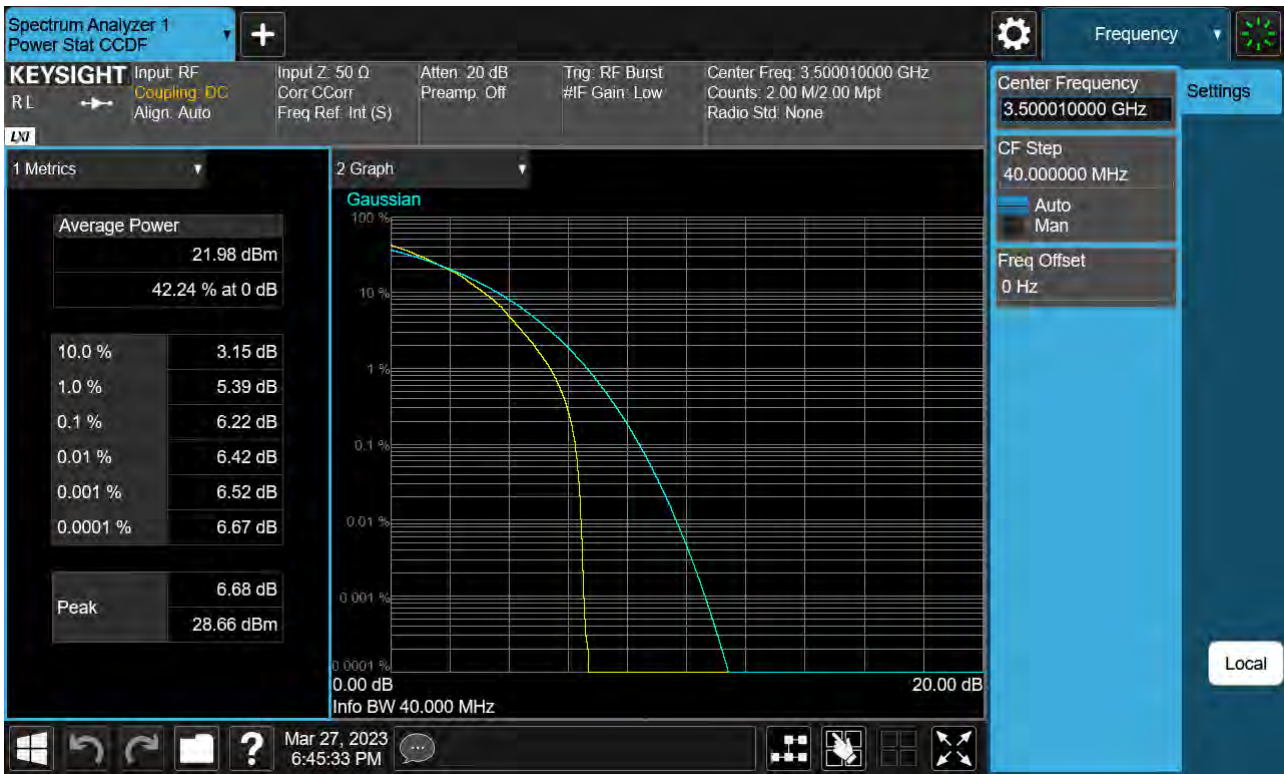 Spectrum Analyzer 1
Power Stat CCDF
+
Frequency
KEYSIGHT
R L
LXI
Input: RF
Coupling: DC
Align: Auto
Input Z: 50 Ω
Corr CCorr
Freq Ref: Int (S)
Atten: 20 dB
Preamp: Off
Trig: RF Burst
#IF Gain: Low
Center Freq: 3.500010000 GHz
Counts: 2.00 M/2.00 Mpt
Radio Std: None
Center Frequency
3.500010000 GHz
Settings
CF Step
40.000000 MHz
Auto
Man
Freq Offset
0 Hz
1 Metrics
Average Power
21.98 dBm
42.24 % at 0 dB
10.0 % 3.15 dB
1.0 % 5.39 dB
0.1 % 6.22 dB
0.01 % 6.42 dB
0.001 % 6.52 dB
0.0001 % 6.67 dB
Peak
6.68 dB
28.66 dBm
2 Graph
Gaussian
100 %
10 %
1 %
0.1 %
0.01 %
0.001 %
0.0001 %
0.00 dB 20.00 dB
Info BW 40.000 MHz
Local
?
Mar 27, 2023
6:45:33 PM